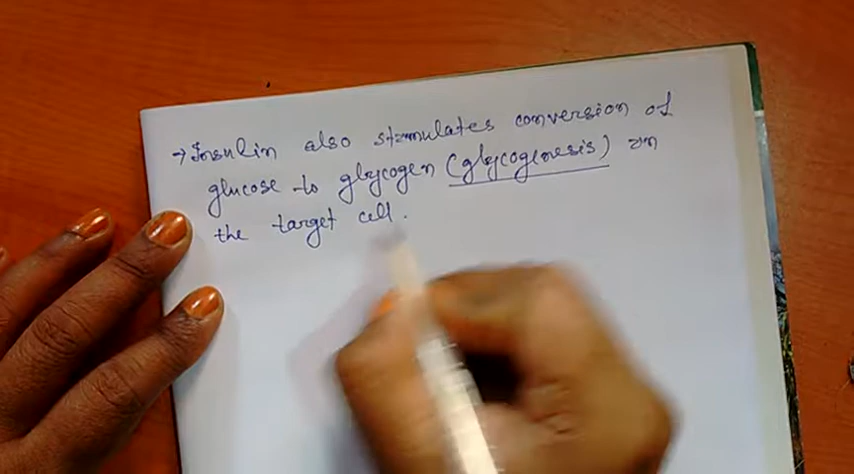 → Insulin also stimulates conversion of
glucose to glycogen (glycogenesis) in
the target cell.